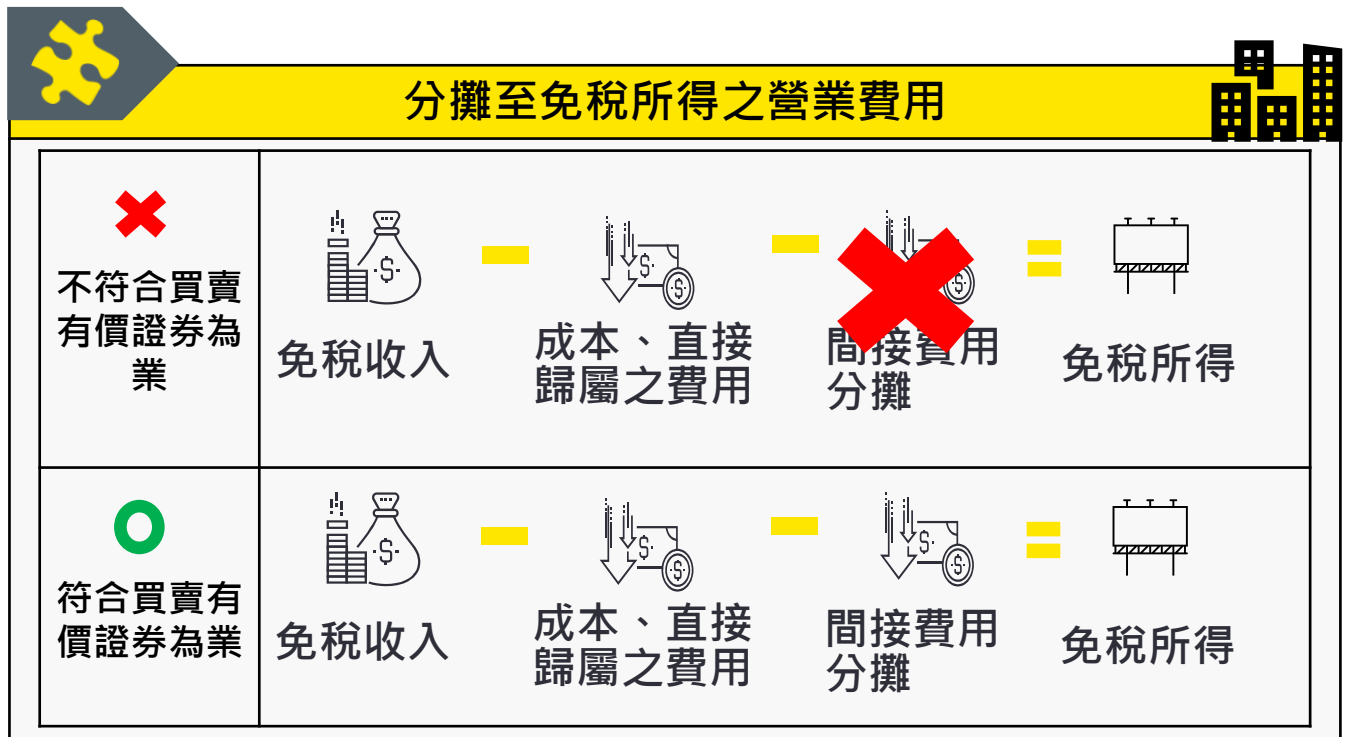 分攤至免稅所得之營業費用
不符合買賣
有價證券為
業
免稅收入
成本、直接
歸屬之費用
間接費用
分攤
免稅所得
符合買賣有
價證券為業
免稅收入
成本、直接
歸屬之費用
間接費用
分攤
免稅所得